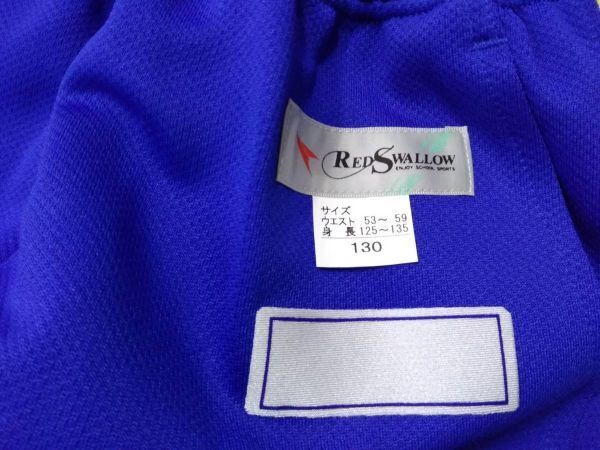 RED SWALLOW
ENJOY SCHOOL SPORTS
サイズ
ウエスト 53～ 59
身　長 125～135
130